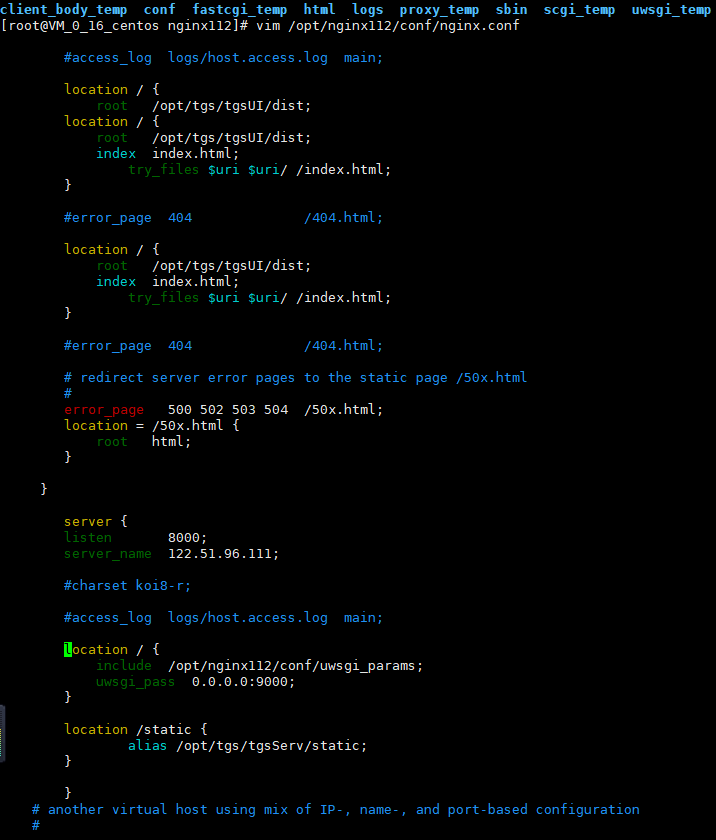 client_body_temp  conf  fastcgi_temp  html  logs  proxy_temp  sbin  scgi_temp  uwsgi_temp
[root@VM_0_16_centos nginx112]# vim /opt/nginx112/conf/nginx.conf
        #access_log  logs/host.access.log  main;
        location / {
            root   /opt/tgs/tgsUI/dist;
        location / {
            root   /opt/tgs/tgsUI/dist;
            index  index.html;
                try_files $uri $uri/ /index.html;
        }
        #error_page  404              /404.html;
        location / {
            root   /opt/tgs/tgsUI/dist;
            index  index.html;
                try_files $uri $uri/ /index.html;
        }
        #error_page  404              /404.html;
        # redirect server error pages to the static page /50x.html
        #
        error_page   500 502 503 504  /50x.html;
        location = /50x.html {
            root   html;
        }
     }
        server {
        listen       8000;
        server_name  122.51.96.111;
        #charset koi8-r;
        #access_log  logs/host.access.log  main;
        location / {
            include  /opt/nginx112/conf/uwsgi_params;
            uwsgi_pass  0.0.0.0:9000;
        }
        location /static {
                alias /opt/tgs/tgsServ/static;
        }
        }
    # another virtual host using mix of IP-, name-, and port-based configuration
    #